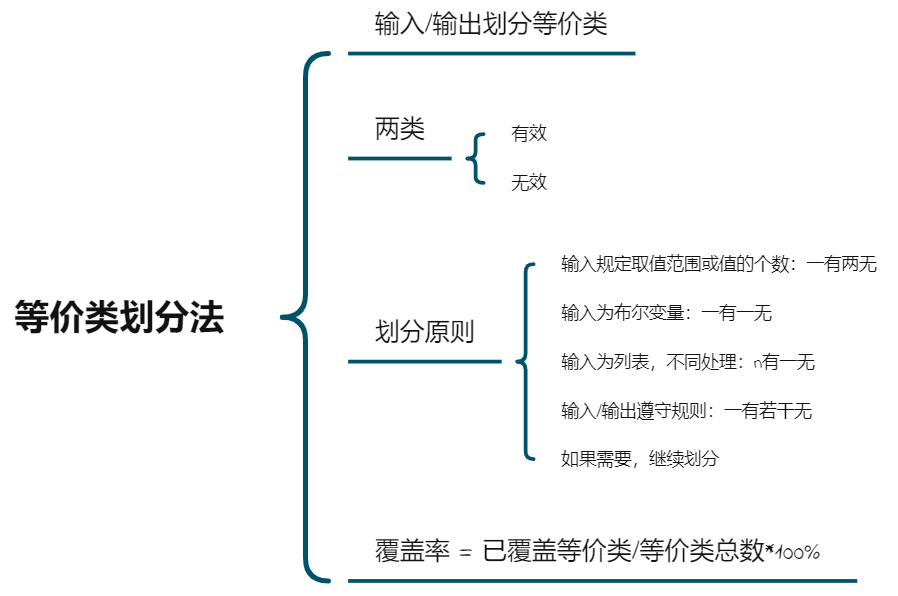 输入/输出划分等价类
两类
有效
无效
等价类划分法
划分原则
输入规定取值范围或值的个数：一有两无
输入为布尔变量：一有一无
输入为列表，不同处理：n有一无
输入/输出遵守规则：一有若干无
如果需要，继续划分
覆盖率 = 已覆盖等价类/等价类总数*100%